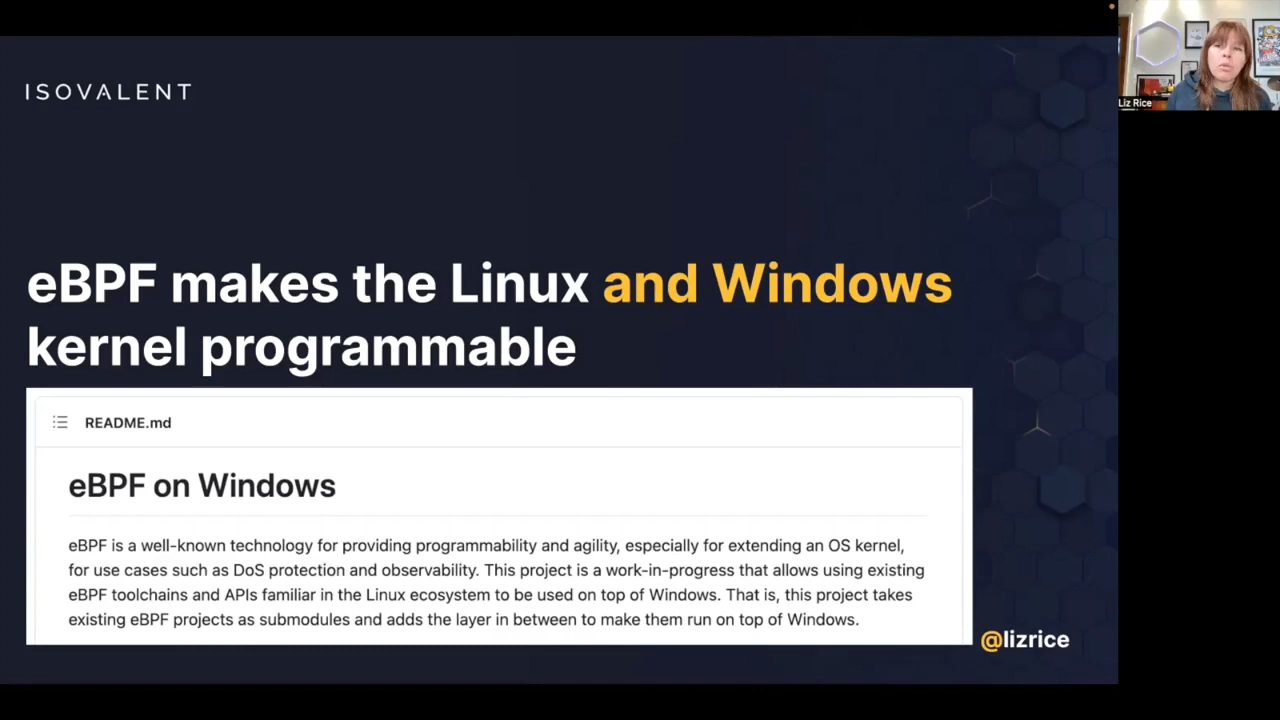 ISOVALENT
Liz Rice
eBPF makes the Linux and Windows
kernel programmable
README.md
eBPF on Windows
eBPF is a well-known technology for providing programmability and agility, especially for extending an OS kernel,
for use cases such as DoS protection and observability. This project is a work-in-progress that allows using existing
eBPF toolchains and APIs familiar in the Linux ecosystem to be used on top of Windows. That is, this project takes
existing eBPF projects as submodules and adds the layer in between to make them run on top of Windows.
@lizrice